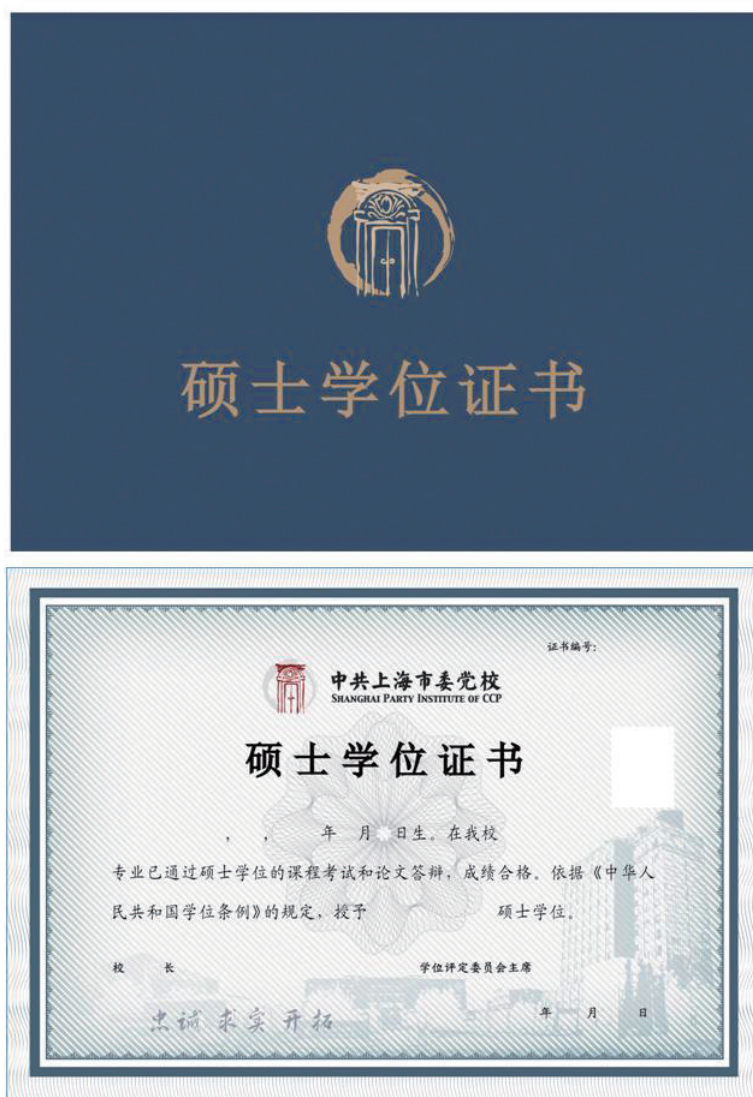 硕士学位证书
证书编号：
中共上海市委党校
SHANGHAI PARTY INSTITUTE OF CCP
硕士学位证书
， ， 年 月 日生。在我校
专业已通过硕士学位的课程考试和论文答辩，成绩合格。依据《中华人
民共和国学位条例》的规定，授予 硕士学位。
校 长 学位评定委员会主席
忠诚 求实 开拓
年 月 日